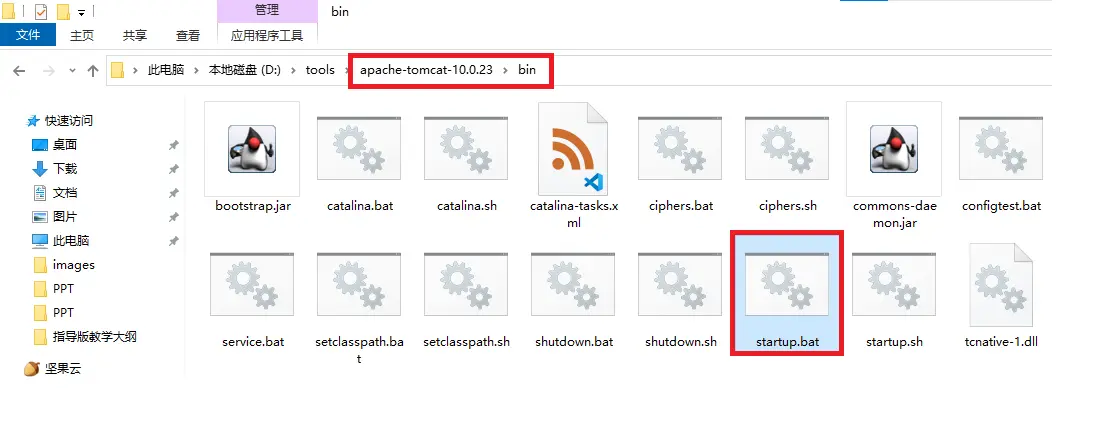 管理
bin
文件
主页
共享
查看
应用程序工具
此电脑 › 本地磁盘 (D:) › tools › apache-tomcat-10.0.23 › bin
快速访问
桌面
下载
文档
图片
此电脑
images
PPT
PPT
指导版教学大纲
坚果云
bootstrap.jar
catalina.bat
catalina.sh
catalina-tasks.x
ml
ciphers.bat
ciphers.sh
commons-dae
mon.jar
configtest.bat
service.bat
setclasspath.ba
t
setclasspath.sh
shutdown.bat
shutdown.sh
startup.bat
startup.sh
tcnative-1.dll